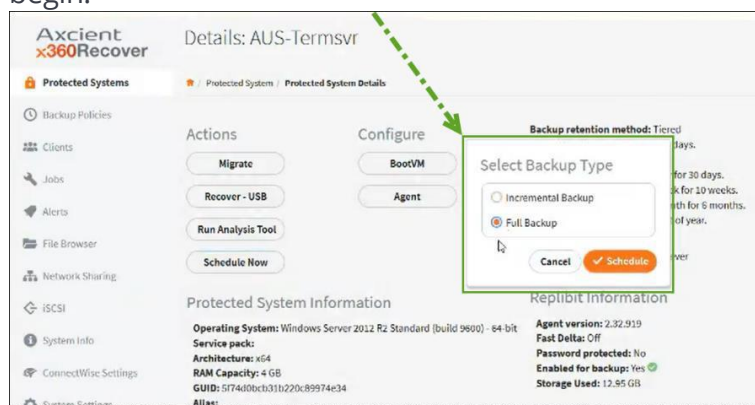 begin.
Axcient
x360Recover
Details: AUS-Termsvr
Protected Systems
/ Protected System / Protected System Details
Backup Policies
Clients
Jobs
Alerts
File Browser
Network Sharing
iSCSI
System Info
ConnectWise Settings
System Settings
Actions
Migrate
Recover - USB
Run Analysis Tool
Schedule Now
Configure
BootVM
Agent
Backup retention method: Tiered
days.
for 30 days.
k for 10 weeks.
nth for 6 months.
of year.
ver
Select Backup Type
Incremental Backup
Full Backup
Cancel
Schedule
Protected System Information
Operating System: Windows Server 2012 R2 Standard (build 9600) - 64-bit
Service pack:
Architecture: x64
RAM Capacity: 4 GB
GUID: 5f74d0bcb31b220c89974e34
Alias:
Replibit Information
Agent version: 2.32.919
Fast Delta: Off
Password protected: No
Enabled for backup: Yes
Storage Used: 12.95 GB